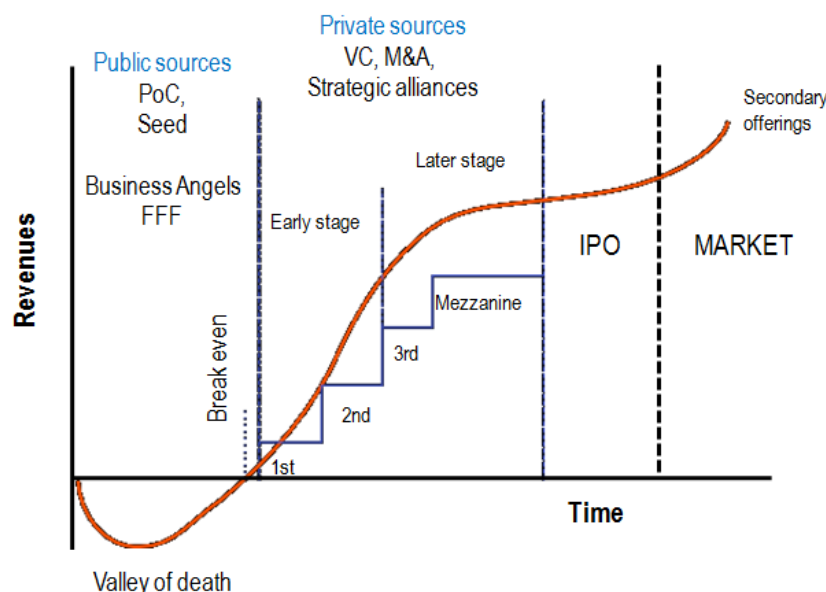 Public sources
PoC,
Seed
Business Angels
FFF
Private sources
VC, M&A,
Strategic alliances
Early stage
Later stage
Secondary
offerings
IPO
MARKET
Revenues
Break even
1st
2nd
3rd
Mezzanine
Time
Valley of death